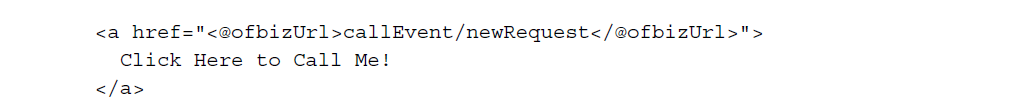 <a href="<@ofbizUrl>callEvent/newRequest</@ofbizUrl>">
Click Here to Call Me!
</a>